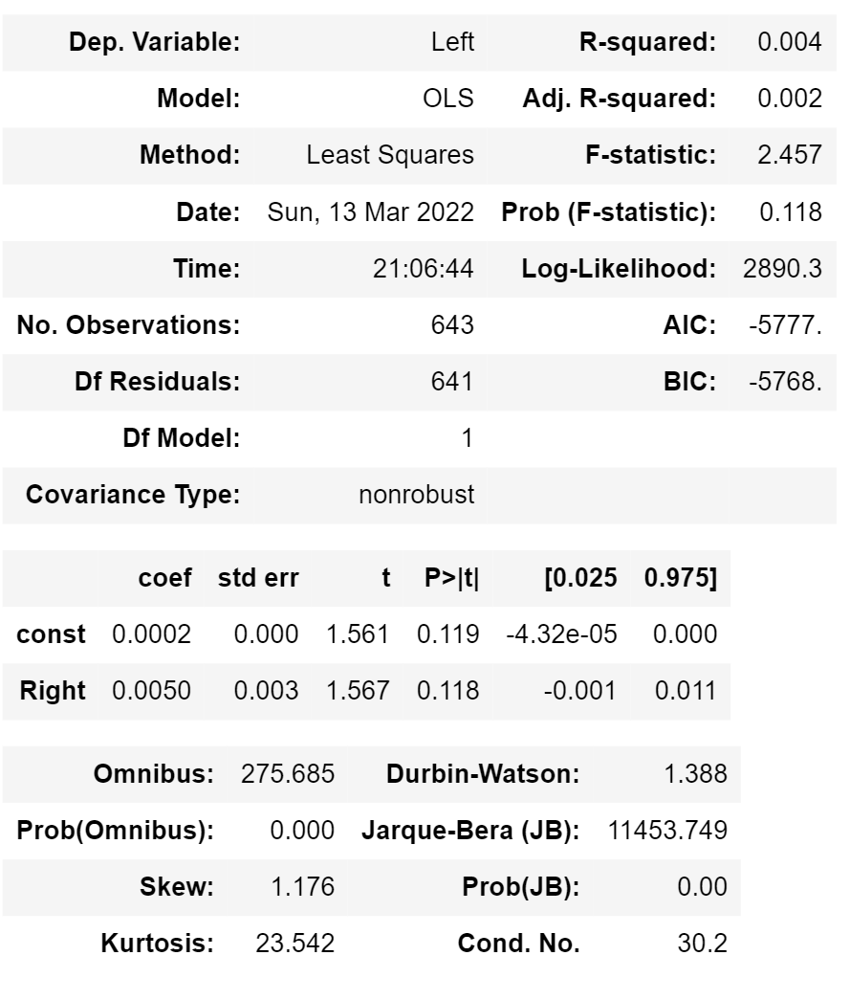 Dep. Variable: Left R-squared: 0.004
Model: OLS Adj. R-squared: 0.002
Method: Least Squares F-statistic: 2.457
Date: Sun, 13 Mar 2022 Prob (F-statistic): 0.118
Time: 21:06:44 Log-Likelihood: 2890.3
No. Observations: 643 AIC: -5777.
Df Residuals: 641 BIC: -5768.
Df Model: 1
Covariance Type: nonrobust
coef std err t P>|t| [0.025 0.975]
const 0.0002 0.000 1.561 0.119 -4.32e-05 0.000
Right 0.0050 0.003 1.567 0.118 -0.001 0.011
Omnibus: 275.685 Durbin-Watson: 1.388
Prob(Omnibus): 0.000 Jarque-Bera (JB): 11453.749
Skew: 1.176 Prob(JB): 0.00
Kurtosis: 23.542 Cond. No. 30.2